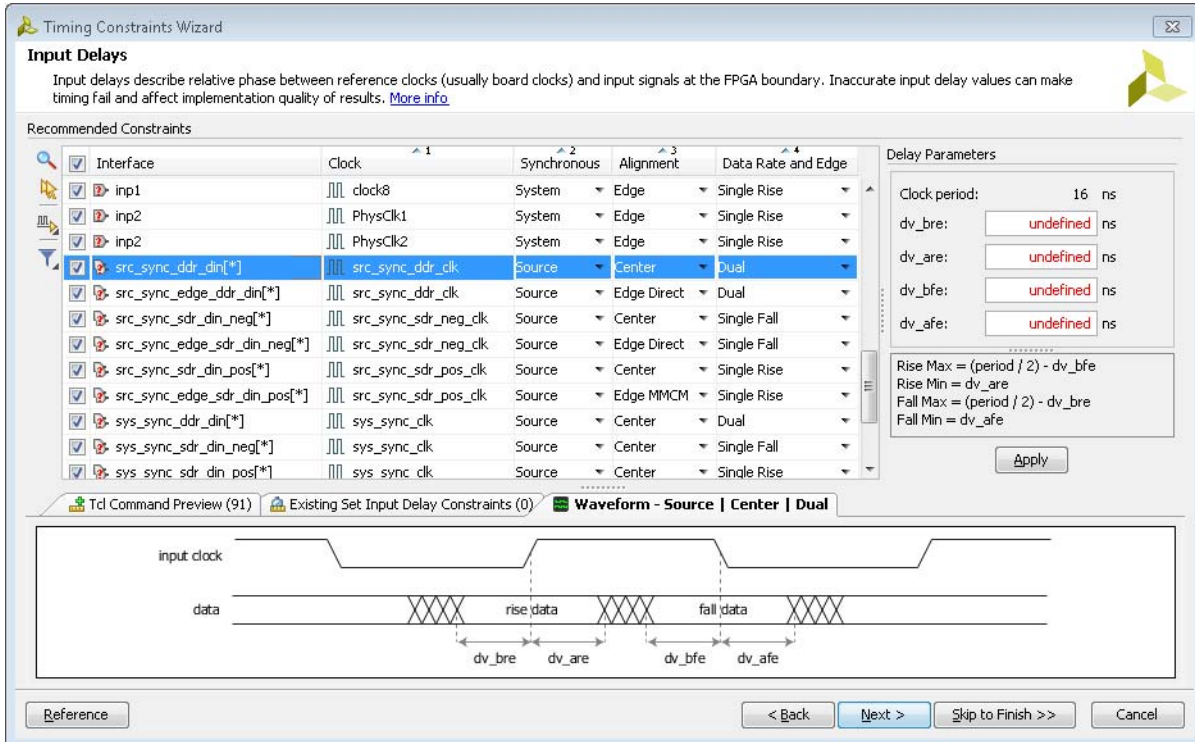 Timing Constraints Wizard
Input Delays
Input delays describe relative phase between reference clocks (usually board clocks) and input signals at the FPGA boundary. Inaccurate input delay values can make
timing fail and affect implementation quality of results. More info
Recommended Constraints
Interface Clock 1 Synchronous 2 Alignment 3 Data Rate and Edge 4
inp1 clock8 System Edge Single Rise
inp2 PhysClk1 System Edge Single Rise
inp2 PhysClk2 System Edge Single Rise
src_sync_ddr_din[*] src_sync_ddr_clk Source Center Dual
src_sync_edge_ddr_din[*] src_sync_ddr_clk Source Edge Direct Dual
src_sync_sdr_din_neg[*] src_sync_sdr_neg_clk Source Center Single Fall
src_sync_edge_sdr_din_neg[*] src_sync_sdr_neg_clk Source Edge Direct Single Fall
src_sync_sdr_din_pos[*] src_sync_sdr_pos_clk Source Center Single Rise
src_sync_edge_sdr_din_pos[*] src_sync_sdr_pos_clk Source Edge MMCM Single Rise
sys_sync_ddr_din[*] sys_sync_clk Source Center Dual
sys_sync_sdr_din_neg[*] sys_sync_clk Source Center Single Fall
sys_sync_sdr_din_pos[*] sys_sync_clk Source Center Single Rise
Delay Parameters
Clock period: 16 ns
dv_bre: undefined ns
dv_are: undefined ns
dv_bfe: undefined ns
dv_afe: undefined ns
Rise Max = (period / 2) - dv_bfe
Rise Min = dv_are
Fall Max = (period / 2) - dv_bre
Fall Min = dv_afe
Apply
Tcl Command Preview (91) Existing Set Input Delay Constraints (0) Waveform - Source | Center | Dual
input clock
data rise data fall data
dv_bre dv_are dv_bfe dv_afe
Reference < Back Next > Skip to Finish >> Cancel